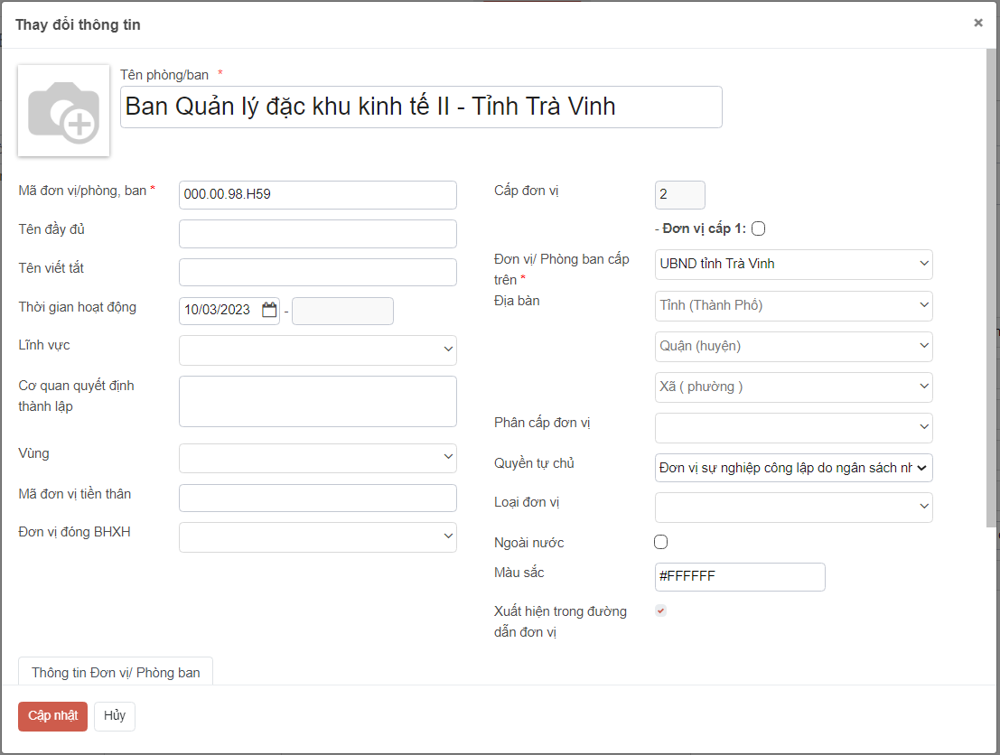 Thay đổi thông tin
×
Tên phòng/ban *
Ban Quản lý đặc khu kinh tế II - Tỉnh Trà Vinh
Mã đơn vị/phòng, ban *
000.00.98.H59
Tên đầy đủ
Tên viết tắt
Thời gian hoạt động
10/03/2023 -
Lĩnh vực
Cơ quan quyết định
thành lập
Vùng
Mã đơn vị tiền thân
Đơn vị đóng BHXH
Cấp đơn vị
2
- Đơn vị cấp 1:
Đơn vị/ Phòng ban cấp
trên *
UBND tỉnh Trà Vinh
Địa bàn
Tỉnh (Thành Phố)
Quận (huyện)
Xã ( phường )
Phân cấp đơn vị
Quyền tự chủ
Đơn vị sự nghiệp công lập do ngân sách nh
Loại đơn vị
Ngoài nước
Màu sắc
#FFFFFF
Xuất hiện trong đường
dẫn đơn vị
Thông tin Đơn vị/ Phòng ban
Cập nhật
Hủy